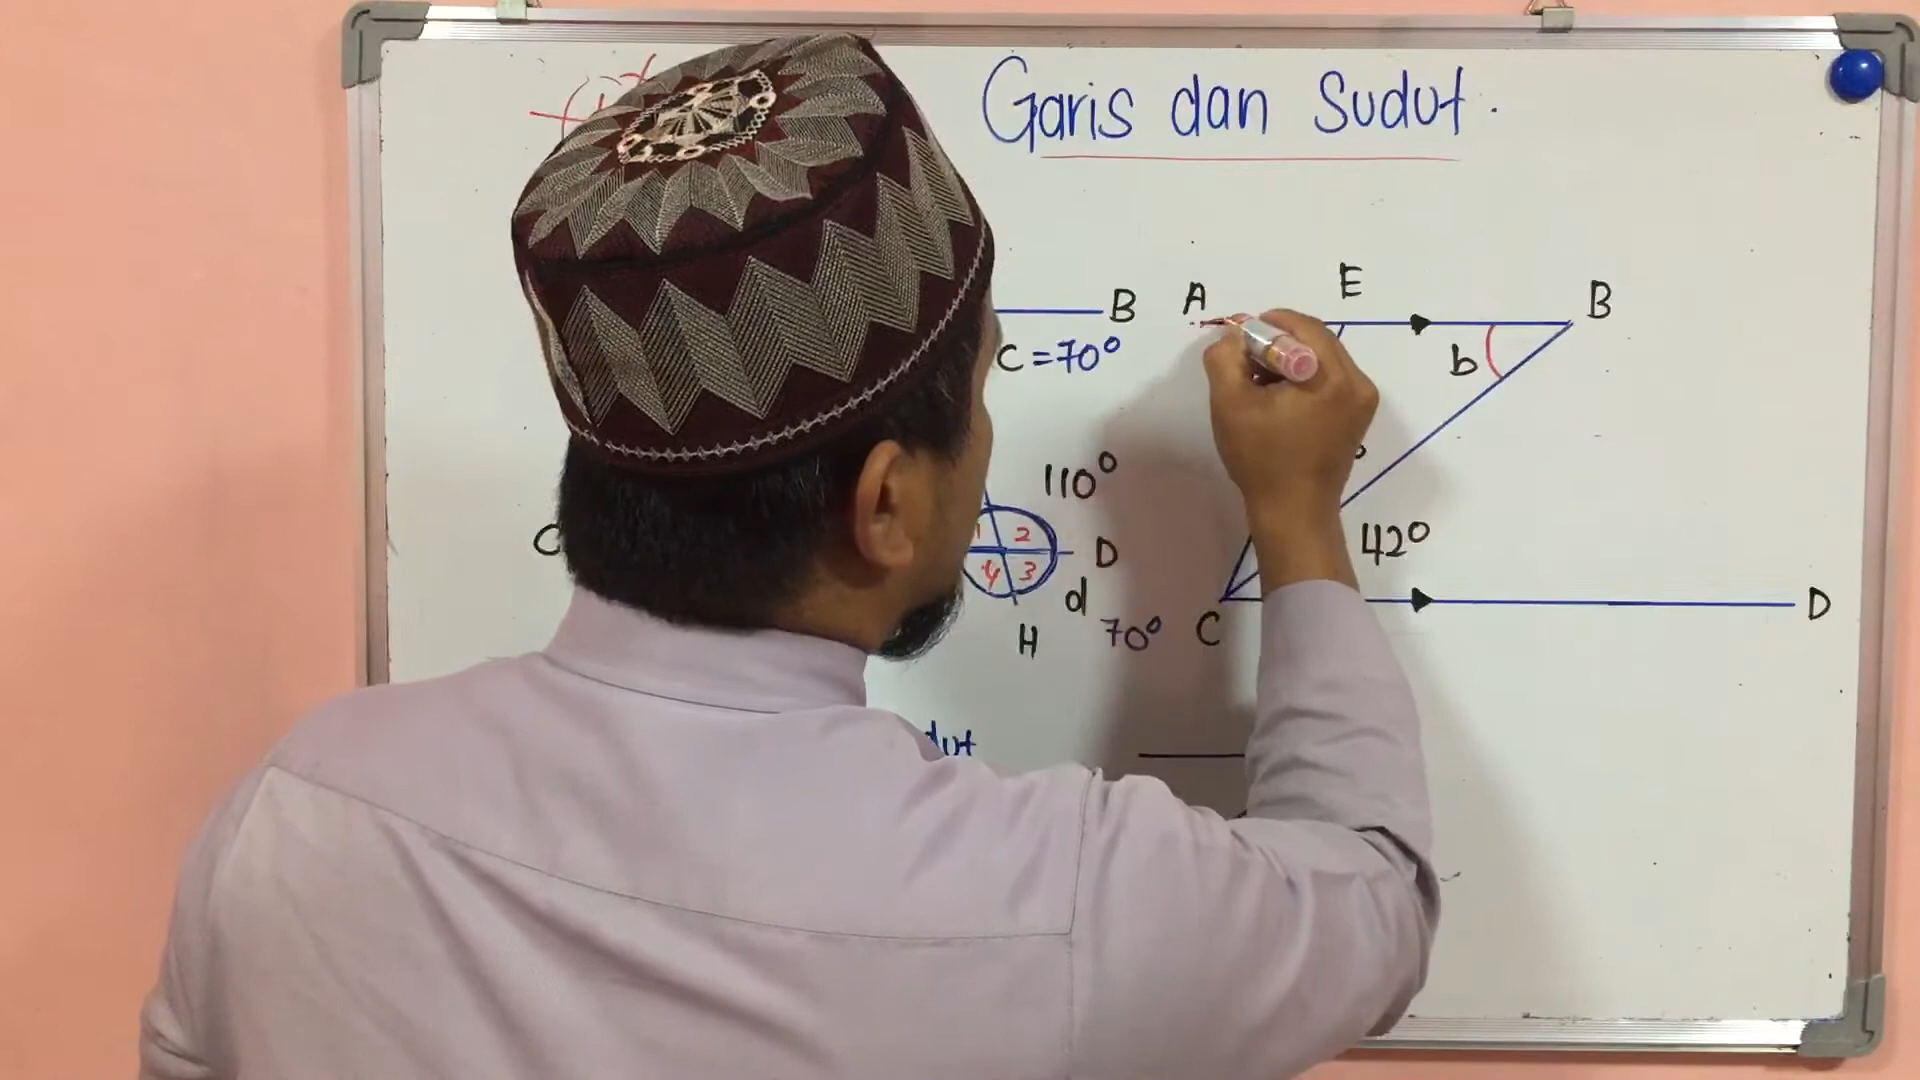 Garis dan Sudut.
B
C = 70°
110°
1 2
4 3
D
d
70°
H
C
A E B
b
42°
C D